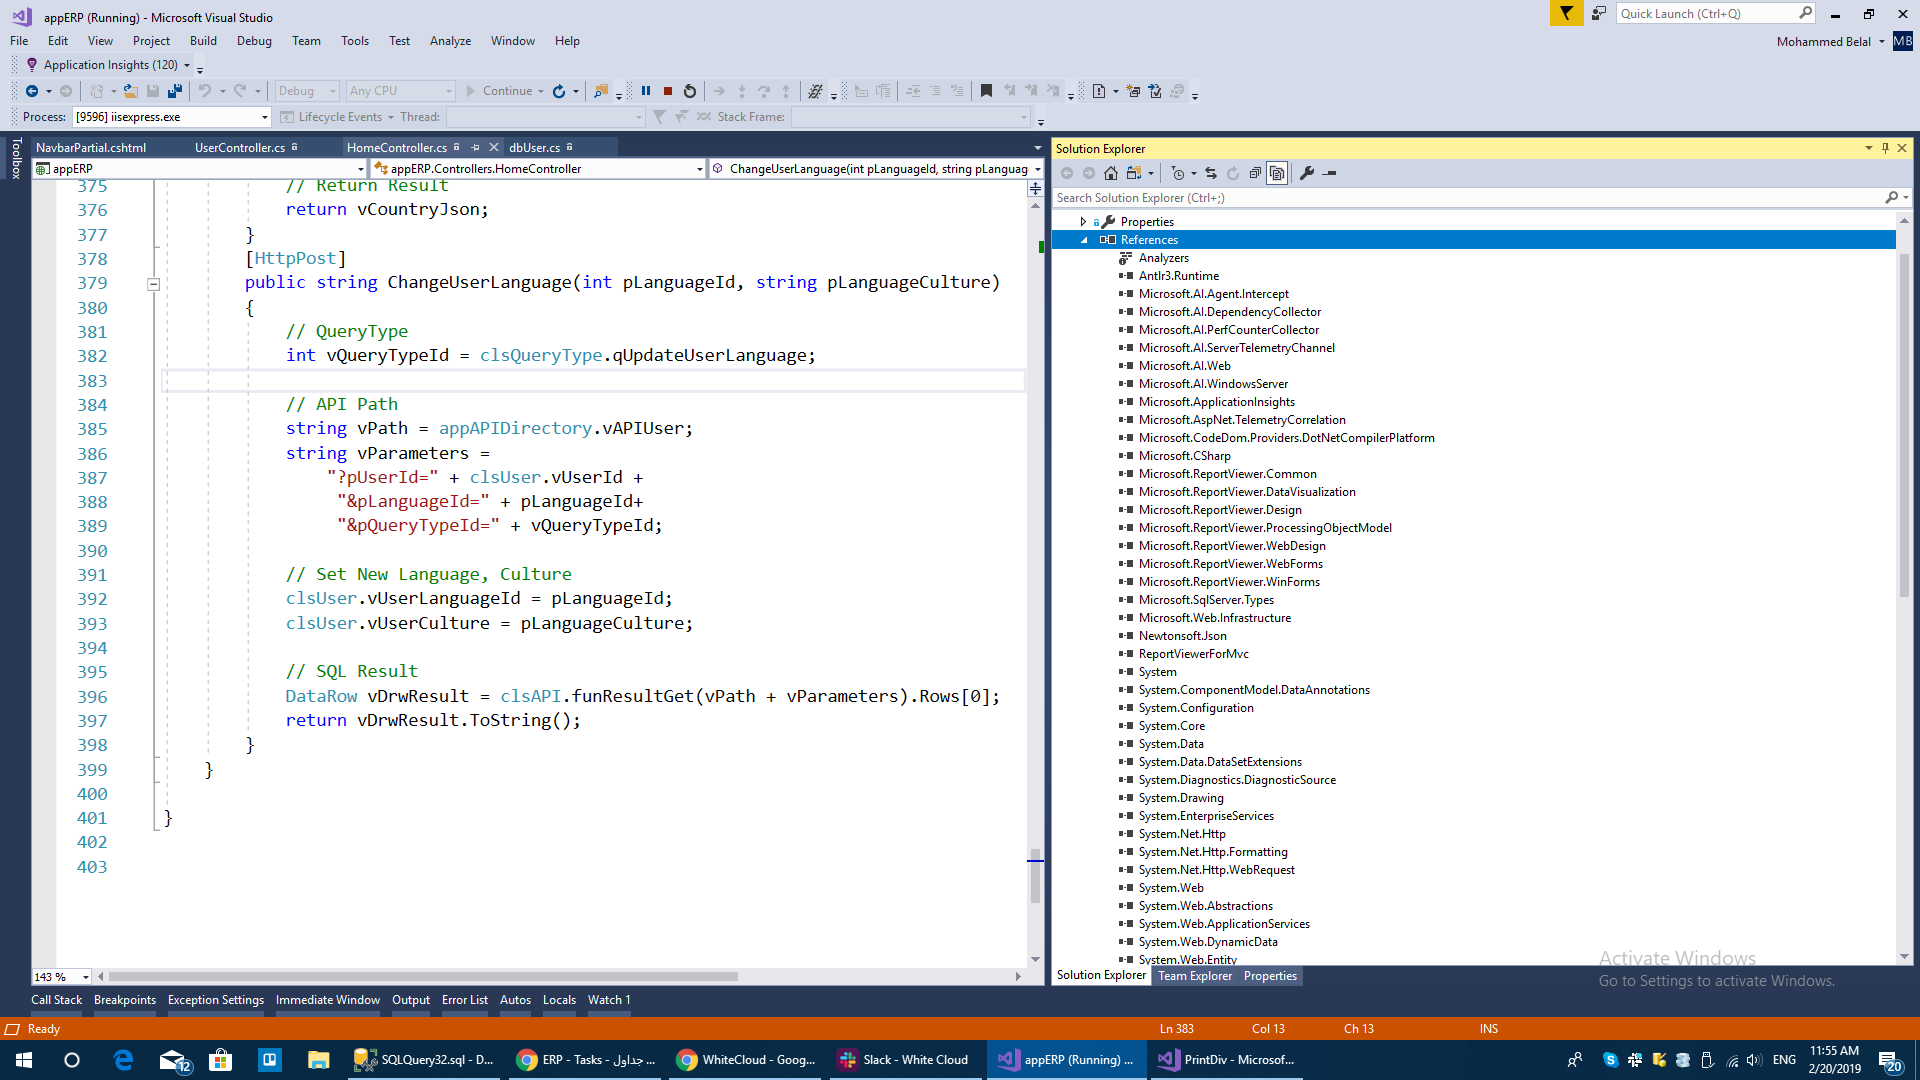 appERP (Running) - Microsoft Visual Studio
Quick Launch (Ctrl+Q)
File Edit View Project Build Debug Team Tools Test Analyze Window Help
Mohammed Belal MB
Application Insights (120)
Debug Any CPU Continue
Process: [9596] iisexpress.exe Lifecycle Events Thread: Stack Frame:
Toolbox
NavbarPartial.cshtml UserController.cs HomeController.cs dbUser.cs
appERP appERP.Controllers.HomeController ChangeUserLanguage(int pLanguageId, string pLanguag
375 // Return Result
376 return vCountryJson;
377 }
378 [HttpPost]
379 public string ChangeUserLanguage(int pLanguageId, string pLanguageCulture)
380 {
381 // QueryType
382 int vQueryTypeId = clsQueryType.qUpdateUserLanguage;
383
384 // API Path
385 string vPath = appAPIDirectory.vAPIUser;
386 string vParameters =
387 "?pUserId=" + clsUser.vUserId +
388 "&pLanguageId=" + pLanguageId+
389 "&pQueryTypeId=" + vQueryTypeId;
390
391 // Set New Language, Culture
392 clsUser.vUserLanguageId = pLanguageId;
393 clsUser.vUserCulture = pLanguageCulture;
394
395 // SQL Result
396 DataRow vDrwResult = clsAPI.funResultGet(vPath + vParameters).Rows[0];
397 return vDrwResult.ToString();
398 }
399 }
400
401 }
402
403
143 %
Solution Explorer
Search Solution Explorer (Ctrl+;)
Properties
References
Analyzers
Antlr3.Runtime
Microsoft.AI.Agent.Intercept
Microsoft.AI.DependencyCollector
Microsoft.AI.PerfCounterCollector
Microsoft.AI.ServerTelemetryChannel
Microsoft.AI.Web
Microsoft.AI.WindowsServer
Microsoft.ApplicationInsights
Microsoft.AspNet.TelemetryCorrelation
Microsoft.CodeDom.Providers.DotNetCompilerPlatform
Microsoft.CSharp
Microsoft.ReportViewer.Common
Microsoft.ReportViewer.DataVisualization
Microsoft.ReportViewer.Design
Microsoft.ReportViewer.ProcessingObjectModel
Microsoft.ReportViewer.WebDesign
Microsoft.ReportViewer.WebForms
Microsoft.ReportViewer.WinForms
Microsoft.SqlServer.Types
Microsoft.Web.Infrastructure
Newtonsoft.Json
ReportViewerForMvc
System
System.ComponentModel.DataAnnotations
System.Configuration
System.Core
System.Data
System.Data.DataSetExtensions
System.Diagnostics.DiagnosticSource
System.Drawing
System.EnterpriseServices
System.Net.Http
System.Net.Http.Formatting
System.Net.Http.WebRequest
System.Web
System.Web.Abstractions
System.Web.ApplicationServices
System.Web.DynamicData
System.Web.Entity
Solution Explorer Team Explorer Properties
Activate Windows
Go to Settings to activate Windows.
Call Stack Breakpoints Exception Settings Immediate Window Output Error List Autos Locals Watch 1
Ready Ln 383 Col 13 Ch 13 INS
12 SQLQuery32.sql - D... ERP - Tasks - جداول ... WhiteCloud - Goog... Slack - White Cloud appERP (Running) ... PrintDiv - Microsof... ENG 11:55 AM 20
2/20/2019